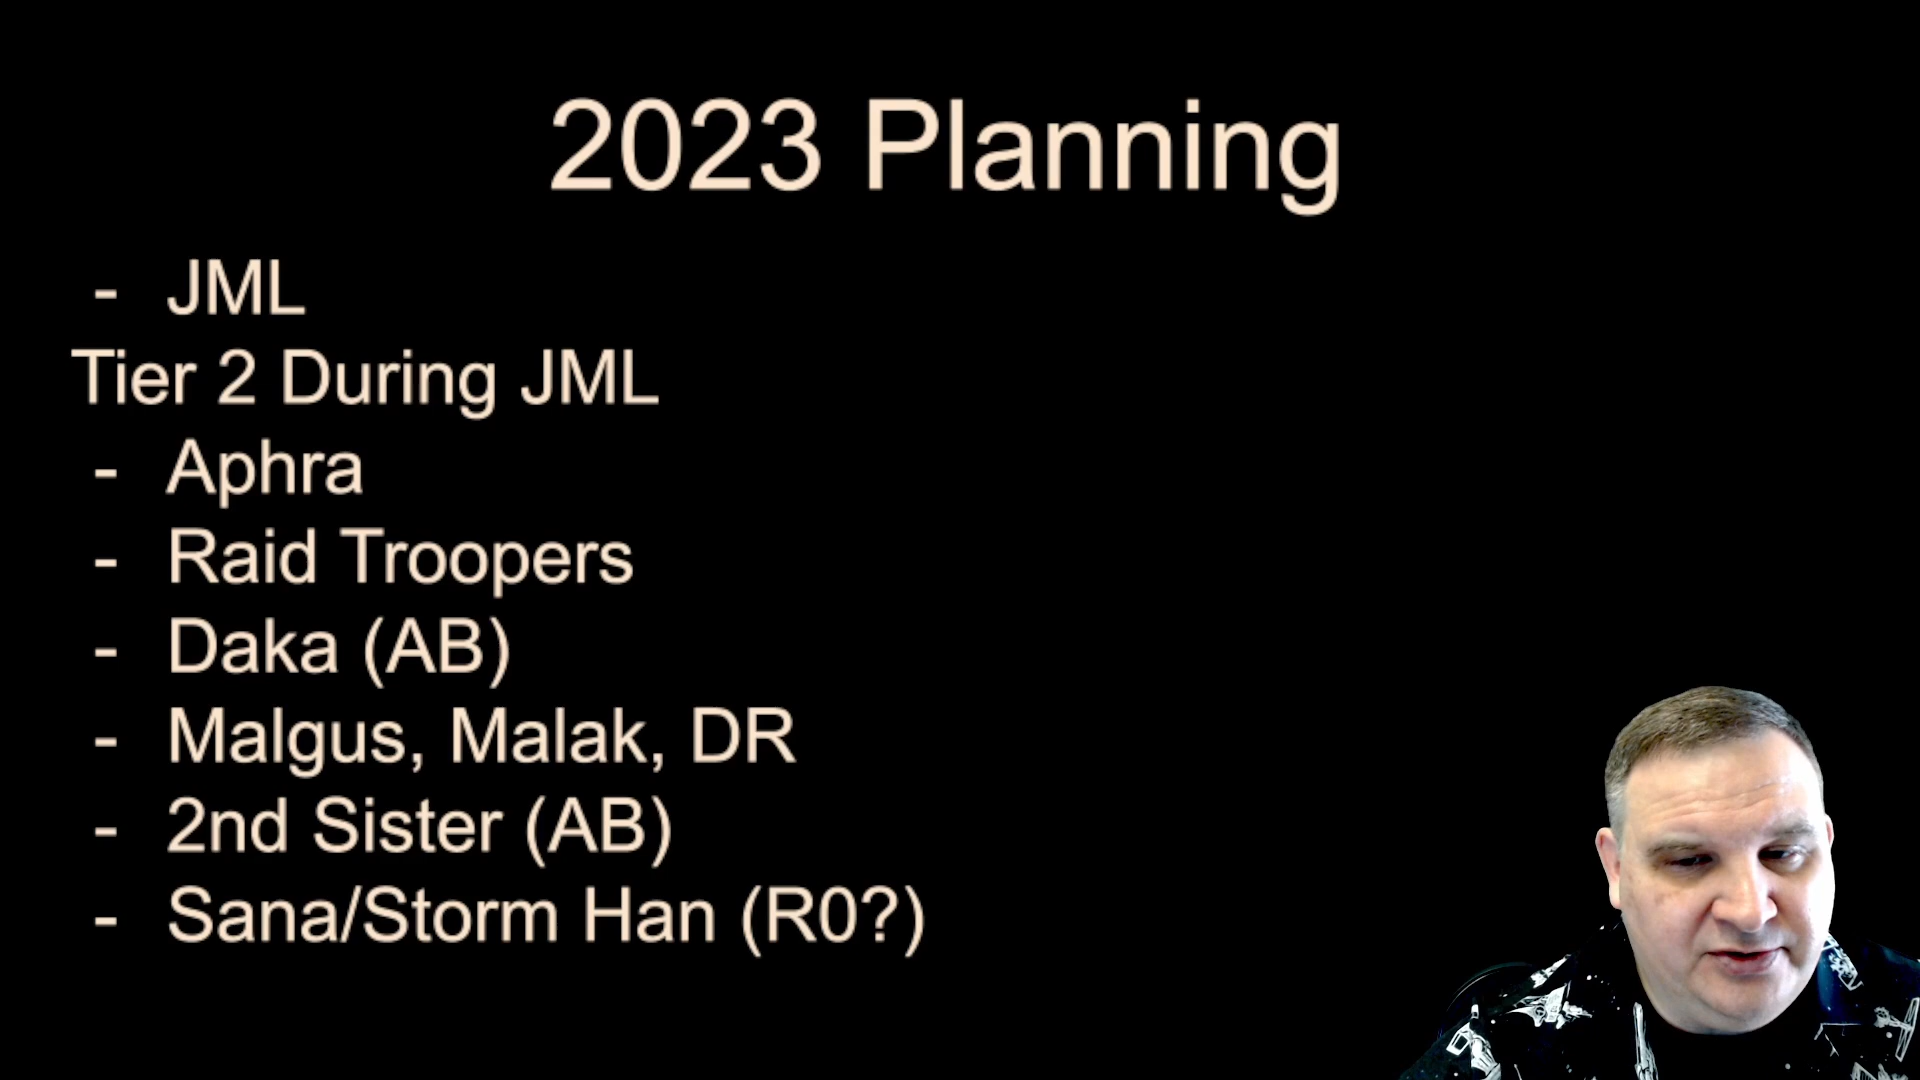 2023 Planning
- JML
Tier 2 During JML
- Aphra
- Raid Troopers
- Daka (AB)
- Malgus, Malak, DR
- 2nd Sister (AB)
- Sana/Storm Han (R0?)